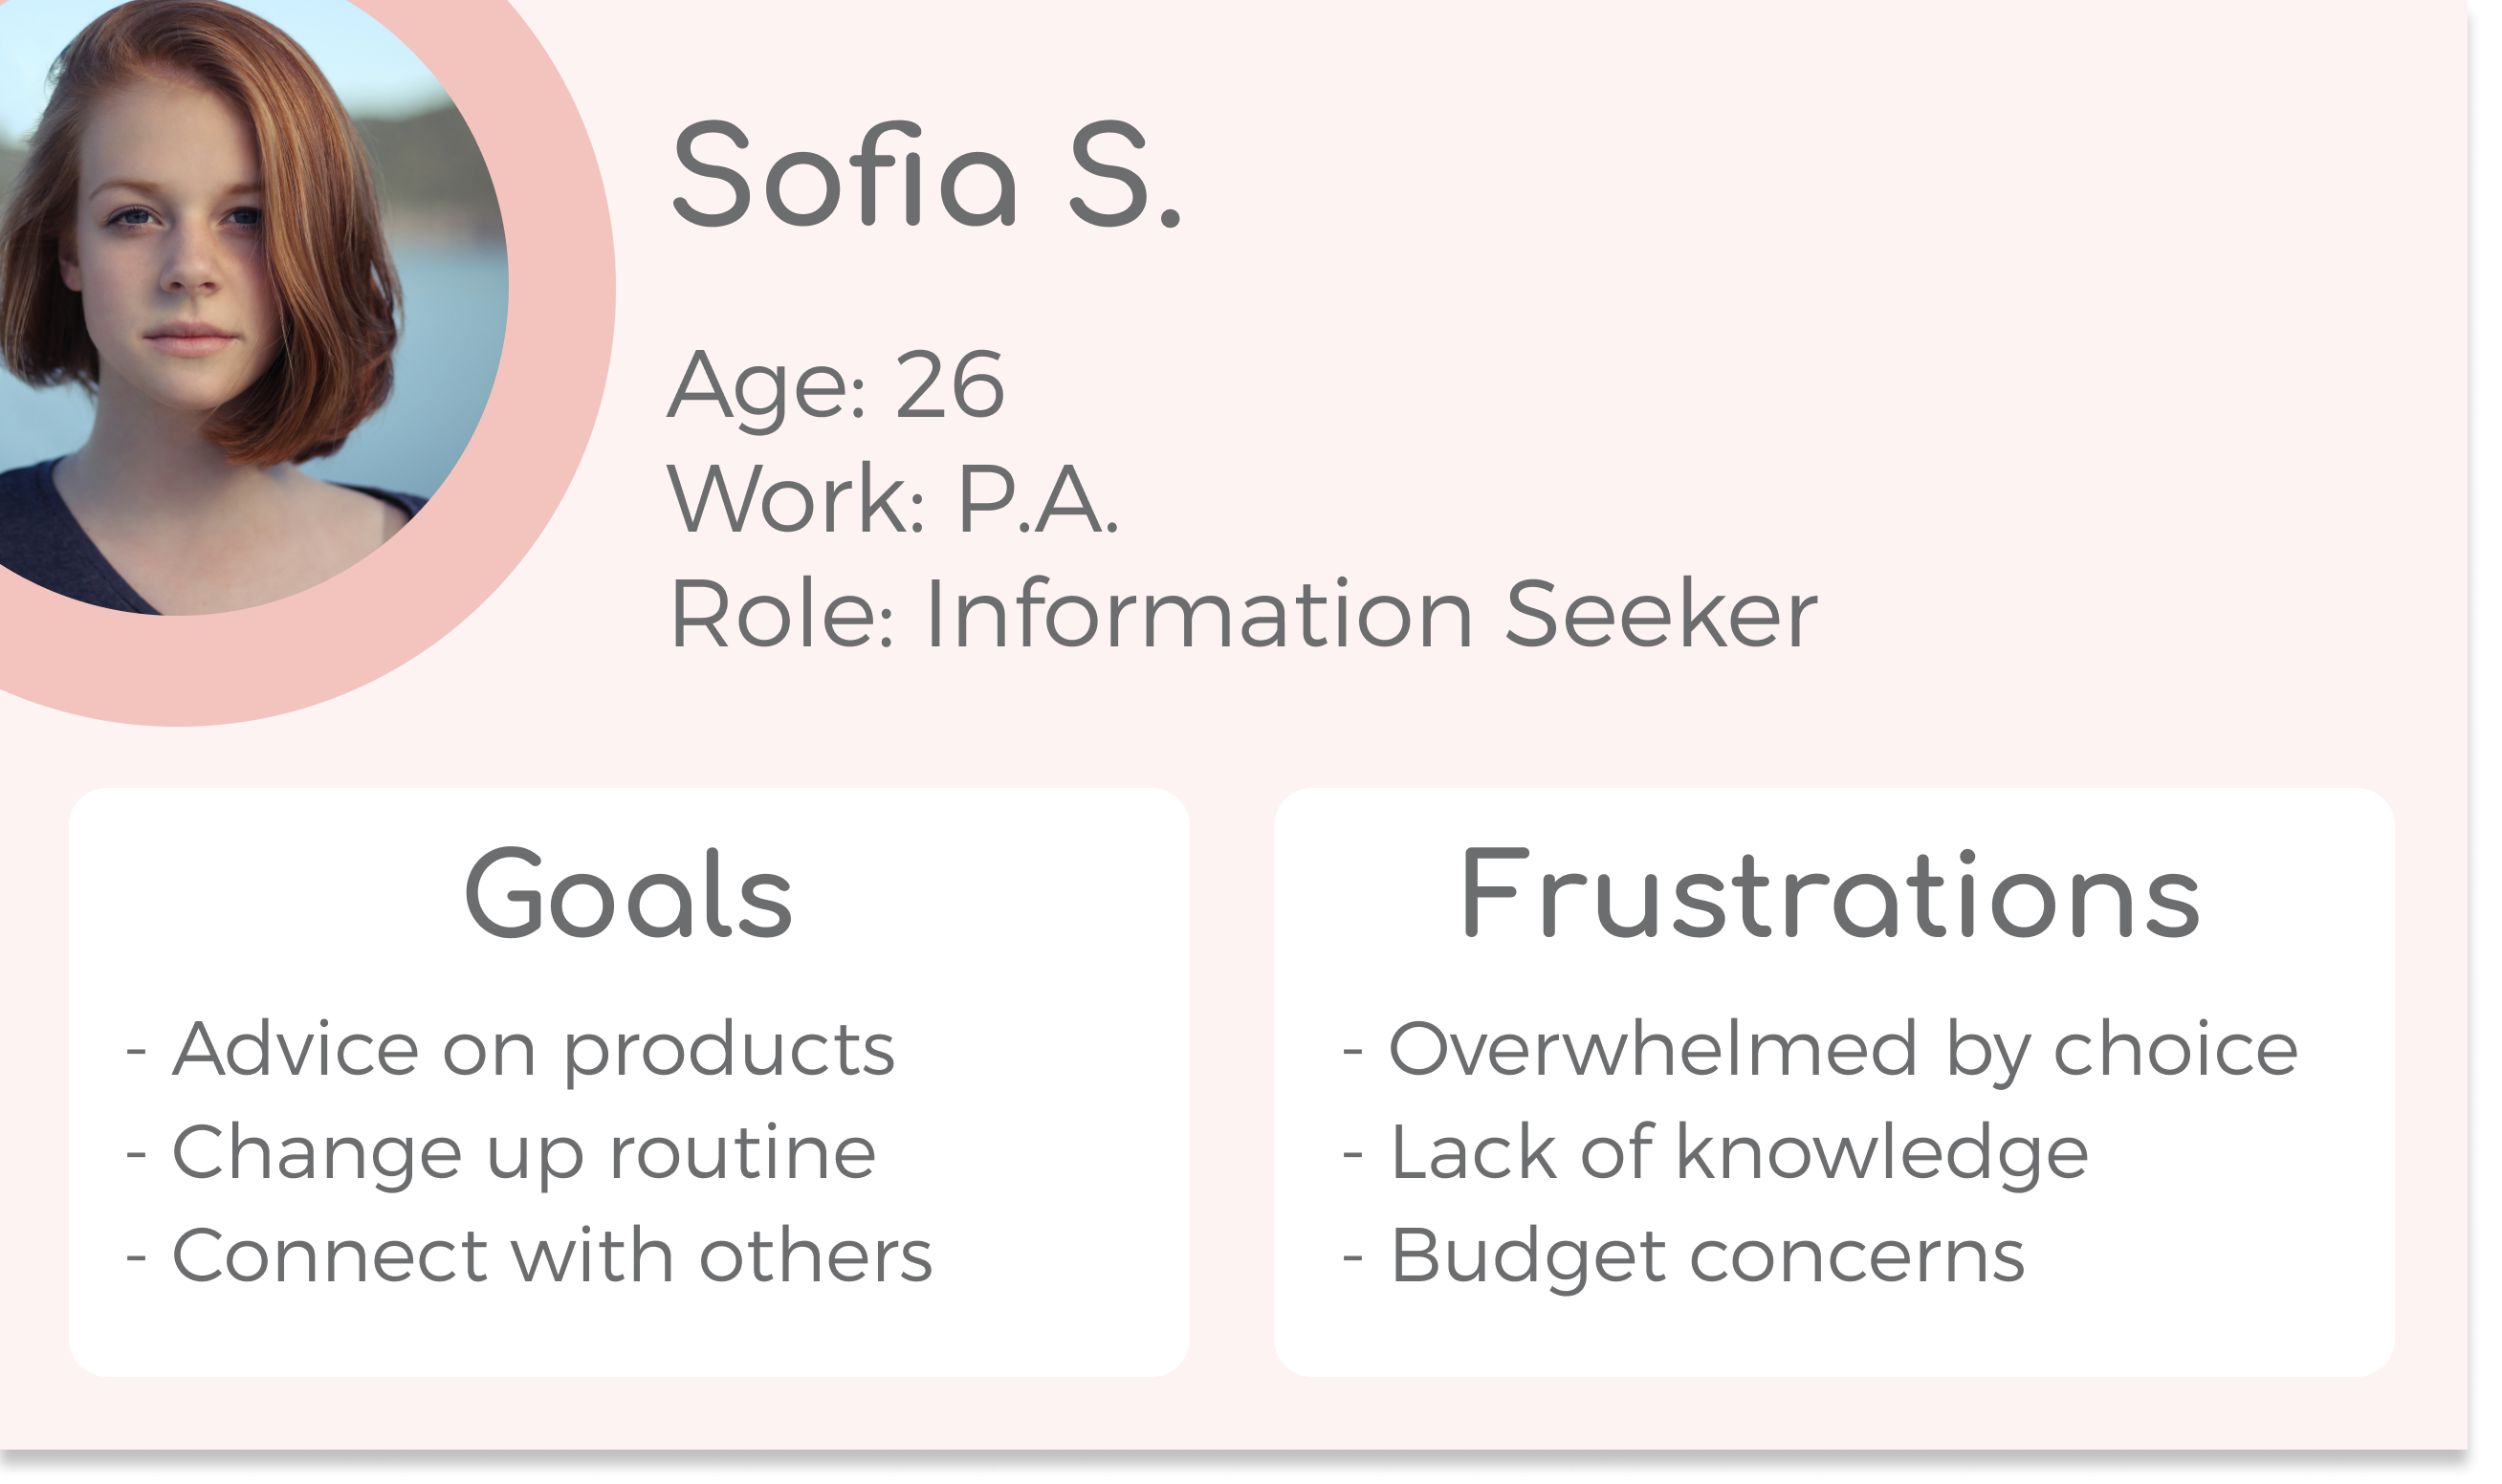 Sofia S.
Age: 26
Work: P.A.
Role: Information Seeker
Goals
- Advice on products
- Change up routine
- Connect with others
Frustrations
- Overwhelmed by choice
- Lack of knowledge
- Budget concerns